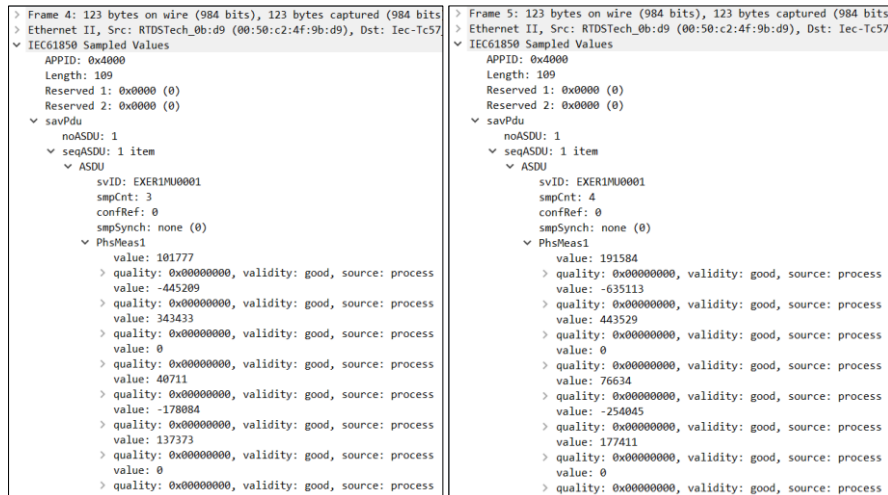 Frame 4: 123 bytes on wire (984 bits), 123 bytes captured (984 bits
Ethernet II, Src: RTDSTech_0b:d9 (00:50:c2:4f:9b:d9), Dst: Iec-Tc57
IEC61850 Sampled Values
APPID: 0x4000
Length: 109
Reserved 1: 0x0000 (0)
Reserved 2: 0x0000 (0)
savPdu
noASDU: 1
seqASDU: 1 item
ASDU
svID: EXER1MU0001
smpCnt: 3
confRef: 0
smpSynch: none (0)
PhsMeas1
value: 101777
quality: 0x00000000, validity: good, source: process
value: -445209
quality: 0x00000000, validity: good, source: process
value: 343433
quality: 0x00000000, validity: good, source: process
value: 0
quality: 0x00000000, validity: good, source: process
value: 40711
quality: 0x00000000, validity: good, source: process
value: -178084
quality: 0x00000000, validity: good, source: process
value: 137373
quality: 0x00000000, validity: good, source: process
value: 0
quality: 0x00000000, validity: good, source: process
Frame 5: 123 bytes on wire (984 bits), 123 bytes captured (984 bits
Ethernet II, Src: RTDSTech_0b:d9 (00:50:c2:4f:9b:d9), Dst: Iec-Tc57
IEC61850 Sampled Values
APPID: 0x4000
Length: 109
Reserved 1: 0x0000 (0)
Reserved 2: 0x0000 (0)
savPdu
noASDU: 1
seqASDU: 1 item
ASDU
svID: EXER1MU0001
smpCnt: 4
confRef: 0
smpSynch: none (0)
PhsMeas1
value: 191584
quality: 0x00000000, validity: good, source: process
value: -635113
quality: 0x00000000, validity: good, source: process
value: 443529
quality: 0x00000000, validity: good, source: process
value: 0
quality: 0x00000000, validity: good, source: process
value: 76634
quality: 0x00000000, validity: good, source: process
value: -254045
quality: 0x00000000, validity: good, source: process
value: 177411
quality: 0x00000000, validity: good, source: process
value: 0
quality: 0x00000000, validity: good, source: process